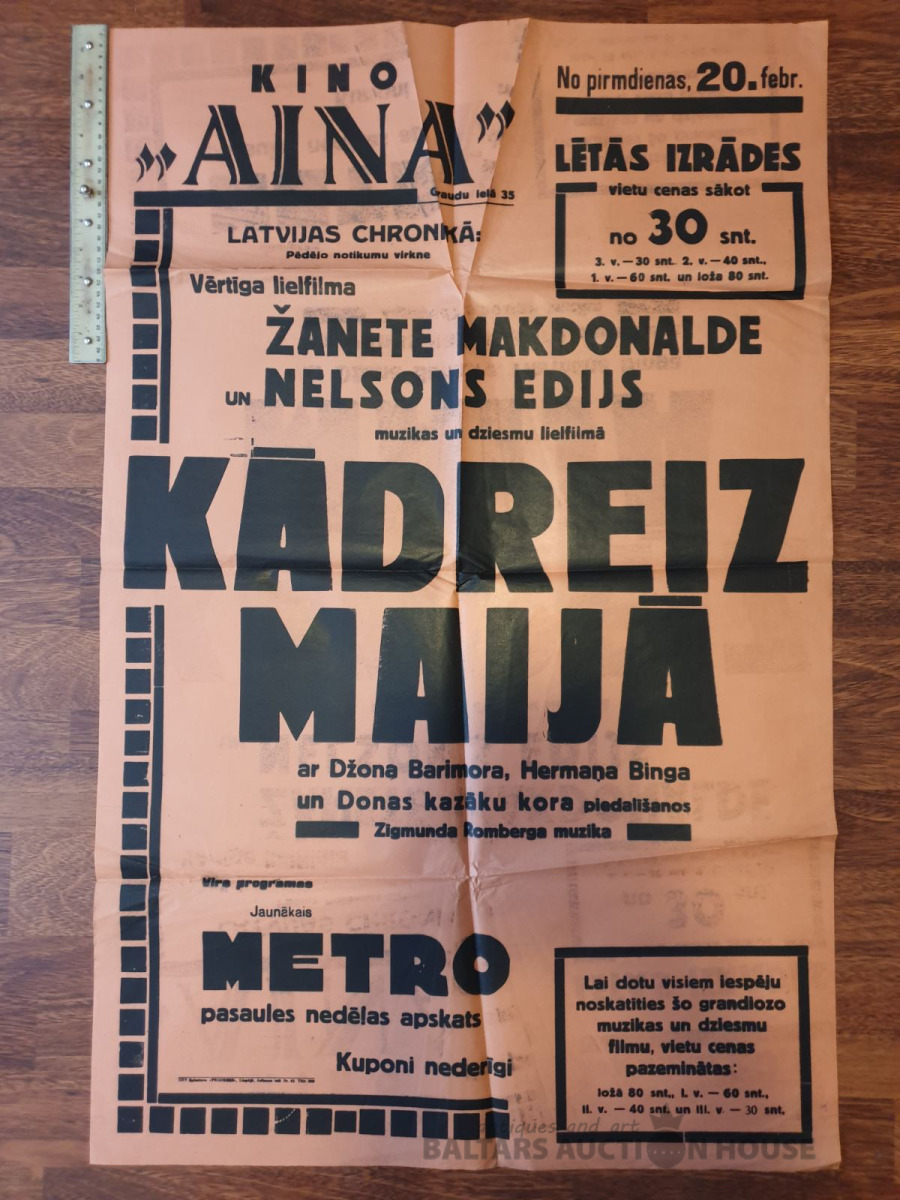 KINO
„AINA”
Graudu ielā 35
No pirmdienas, 20. febr.
LĒTĀS IZRĀDES
vietu cenas sākot
no 30 snt.
3. v. — 30 snt. 2. v. — 40 snt.,
1. v. — 60 snt. un loža 80 snt.
LATVIJAS CHRONIKĀ:
Pēdējo notikumu virkne
Vērtīga lielfilma
ŽANETE MAKDONALDE
UN NELSONS EDIJS
muzikas un dziesmu lielfilmā
KĀDREIZ
MAIJĀ
ar Džona Barimora, Hermaņa Binga
un Donas kazāku kora piedališanos
Zigmunda Romberga muzika
Virs programas
Jaunākais
METRO
pasaules nedēļas apskats
Kuponi nederīgi
Lai dotu visiem iespēju
noskatīties šo grandiozo
muzikas un dziesmu
filmu, vietu cenas
pazeminātas:
ložā 80 snt., I. v. — 60 snt.,
II. v. — 40 snt. un III. v. — 30 snt.
antiques and art
BALTARS AUCTION HOUSE